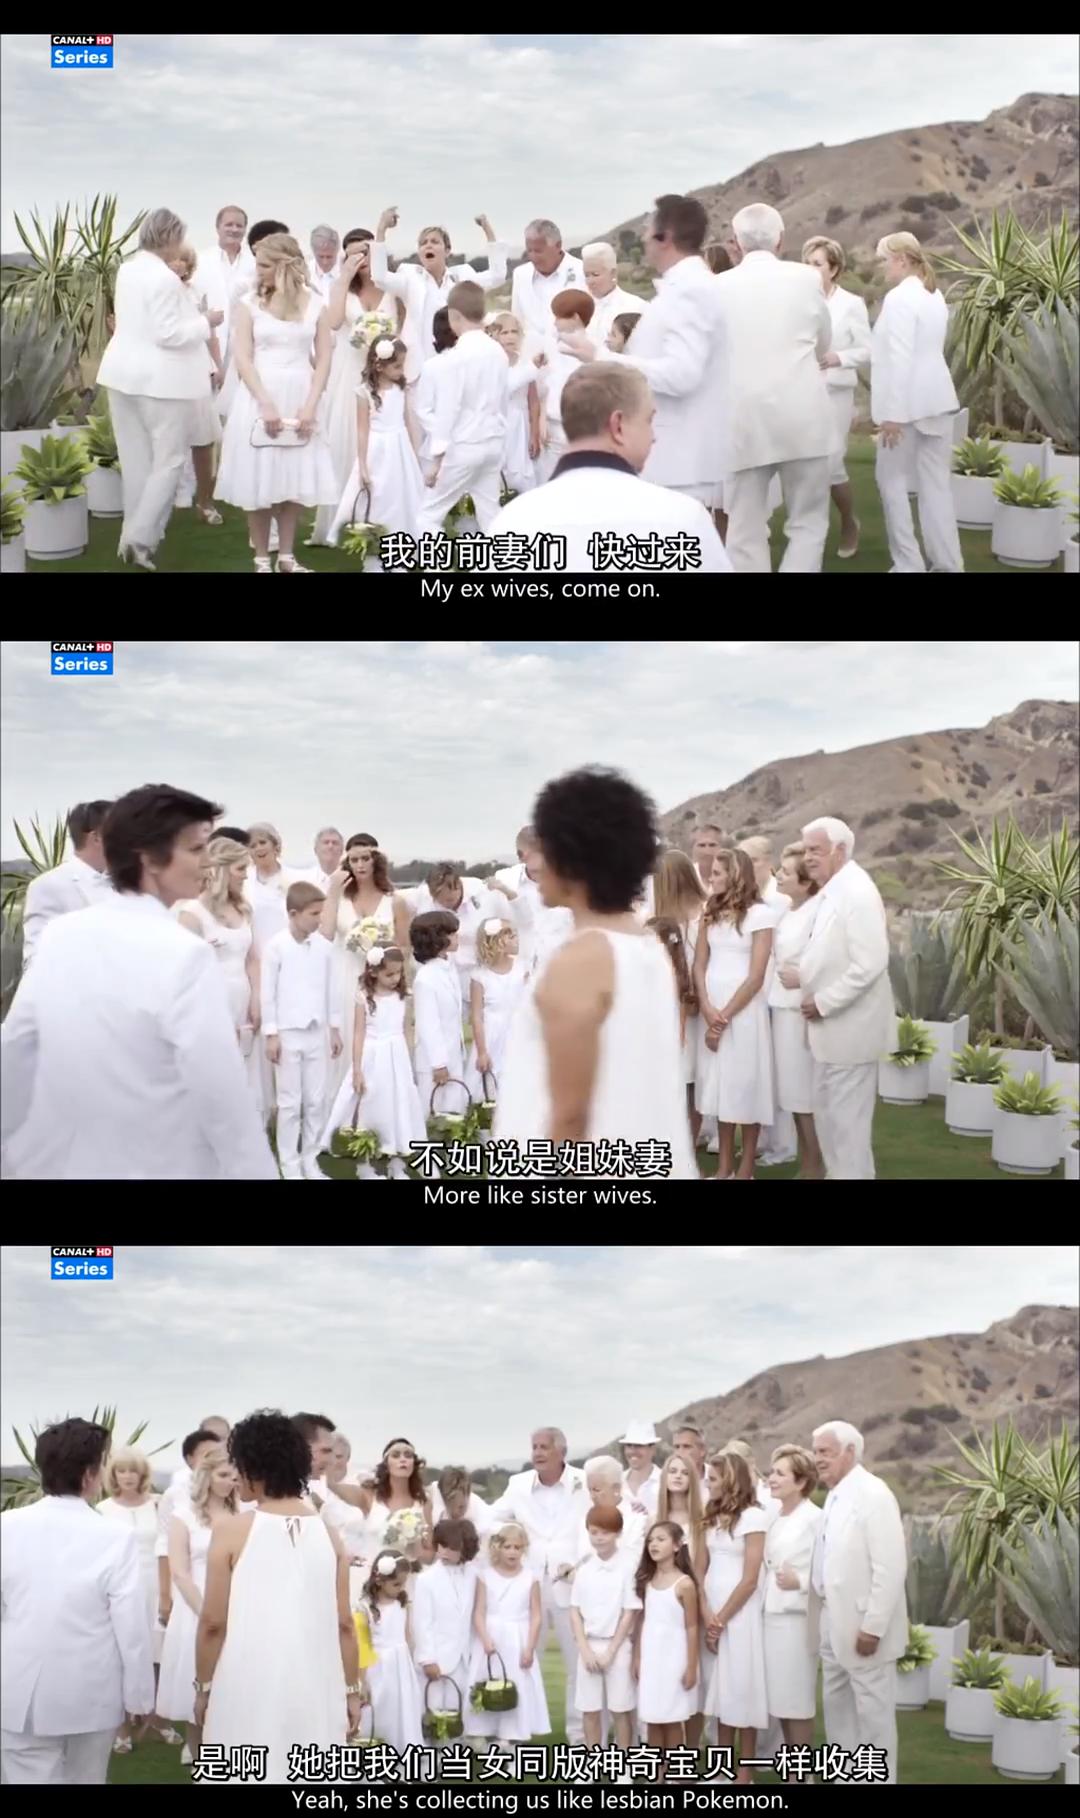 CANAL+ HD
Series
我的前妻们 快过来
My ex wives, come on.
CANAL+ HD
Series
不如说是姐妹妻
More like sister wives.
CANAL+ HD
Series
是啊 她把我们当女同版神奇宝贝一样收集
Yeah, she's collecting us like lesbian Pokemon.